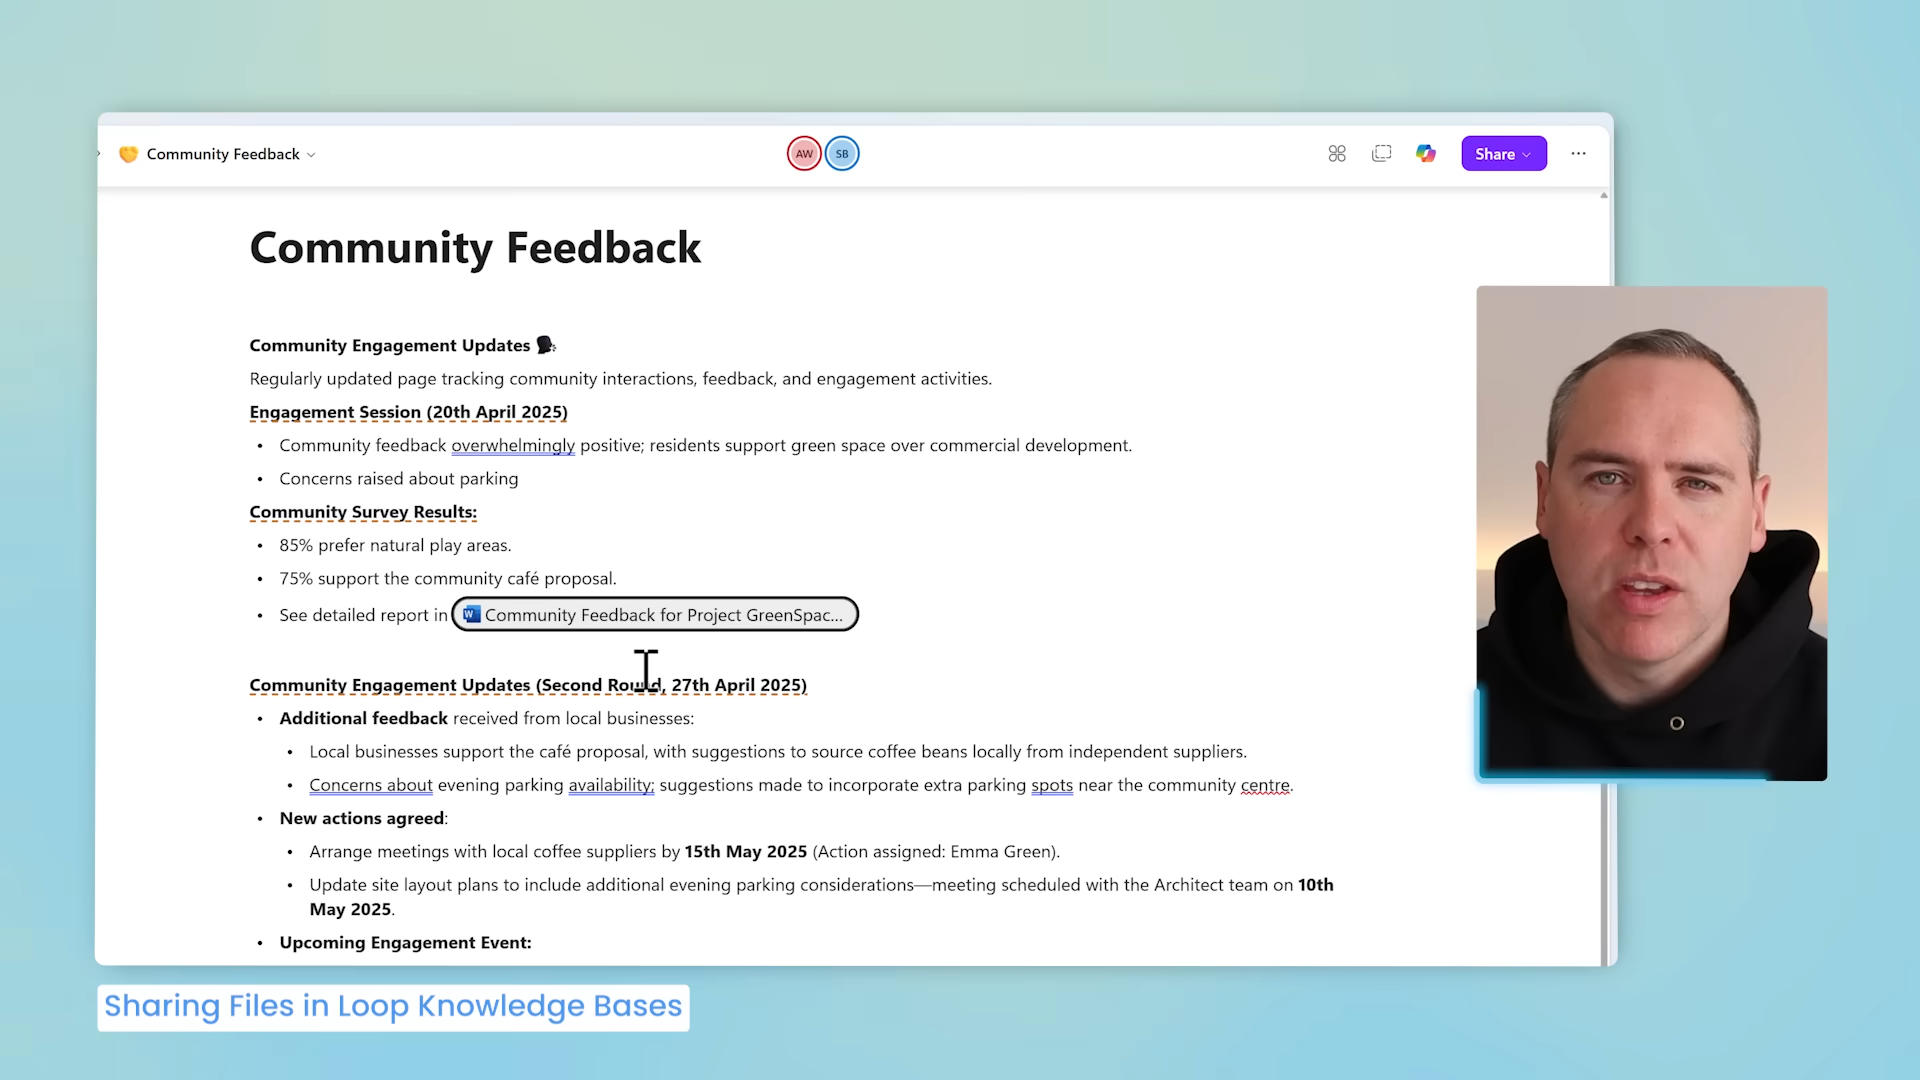 Community Feedback
AW
SB
Share
Community Feedback
Community Engagement Updates
Regularly updated page tracking community interactions, feedback, and engagement activities.
Engagement Session (20th April 2025)
• Community feedback overwhelmingly positive; residents support green space over commercial development.
• Concerns raised about parking
Community Survey Results:
• 85% prefer natural play areas.
• 75% support the community café proposal.
• See detailed report in Community Feedback for Project GreenSpac...
Community Engagement Updates (Second Round, 27th April 2025)
• Additional feedback received from local businesses:
• Local businesses support the café proposal, with suggestions to source coffee beans locally from independent suppliers.
• Concerns about evening parking availability; suggestions made to incorporate extra parking spots near the community centre.
• New actions agreed:
• Arrange meetings with local coffee suppliers by 15th May 2025 (Action assigned: Emma Green).
• Update site layout plans to include additional evening parking considerations—meeting scheduled with the Architect team on 10th
May 2025.
• Upcoming Engagement Event:
Sharing Files in Loop Knowledge Bases